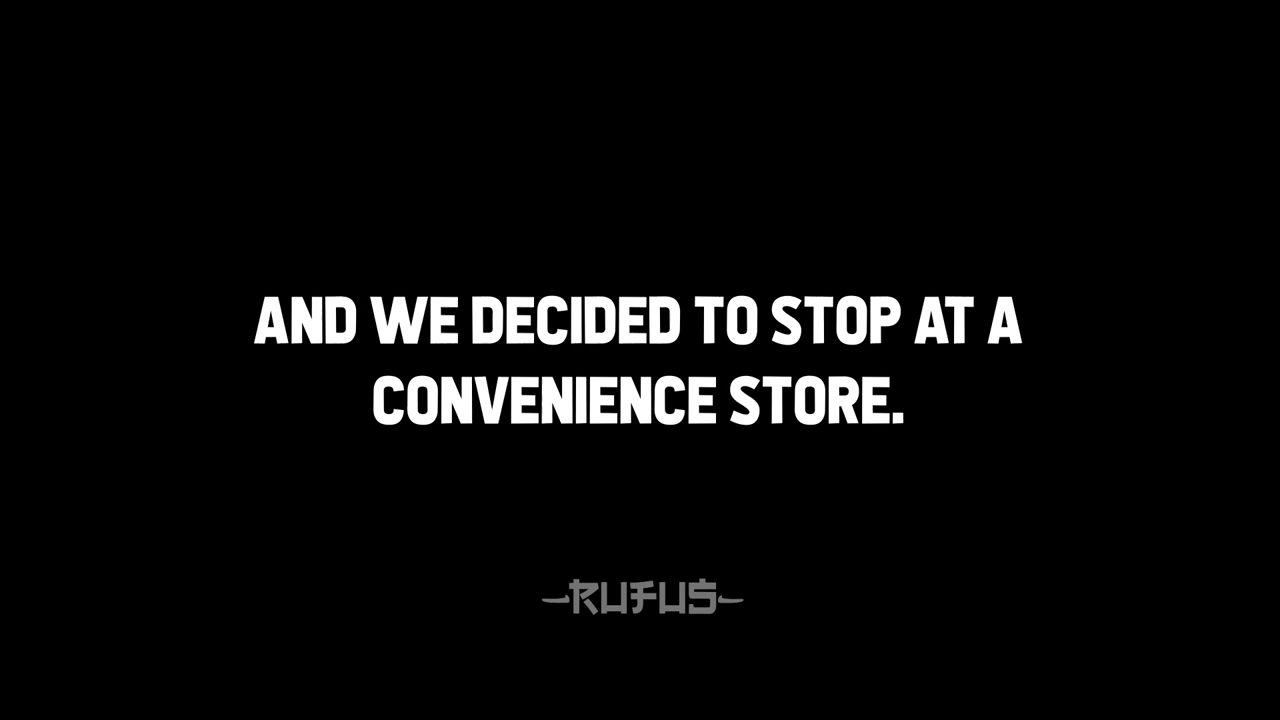 AND WE DECIDED TO STOP AT A
CONVENIENCE STORE.
RUFUS